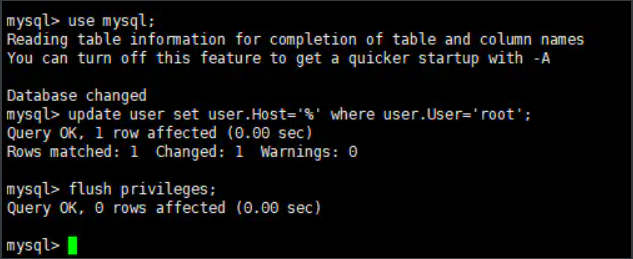 mysql> use mysql;
Reading table information for completion of table and column names
You can turn off this feature to get a quicker startup with -A
Database changed
mysql> update user set user.Host='%' where user.User='root';
Query OK, 1 row affected (0.00 sec)
Rows matched: 1  Changed: 1  Warnings: 0
mysql> flush privileges;
Query OK, 0 rows affected (0.00 sec)
mysql>